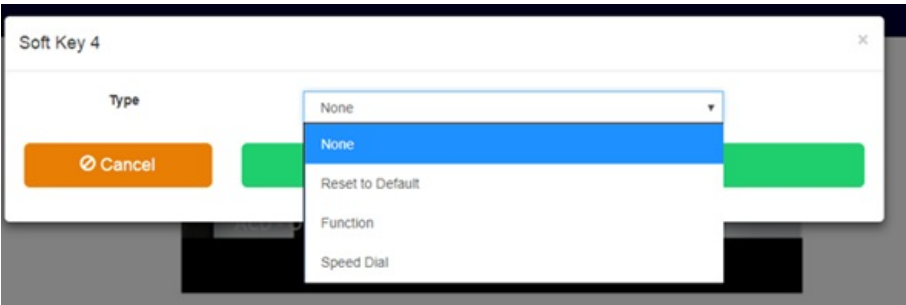 Soft Key 4
×
Type
None
None
Cancel
Reset to Default
Function
Speed Dial